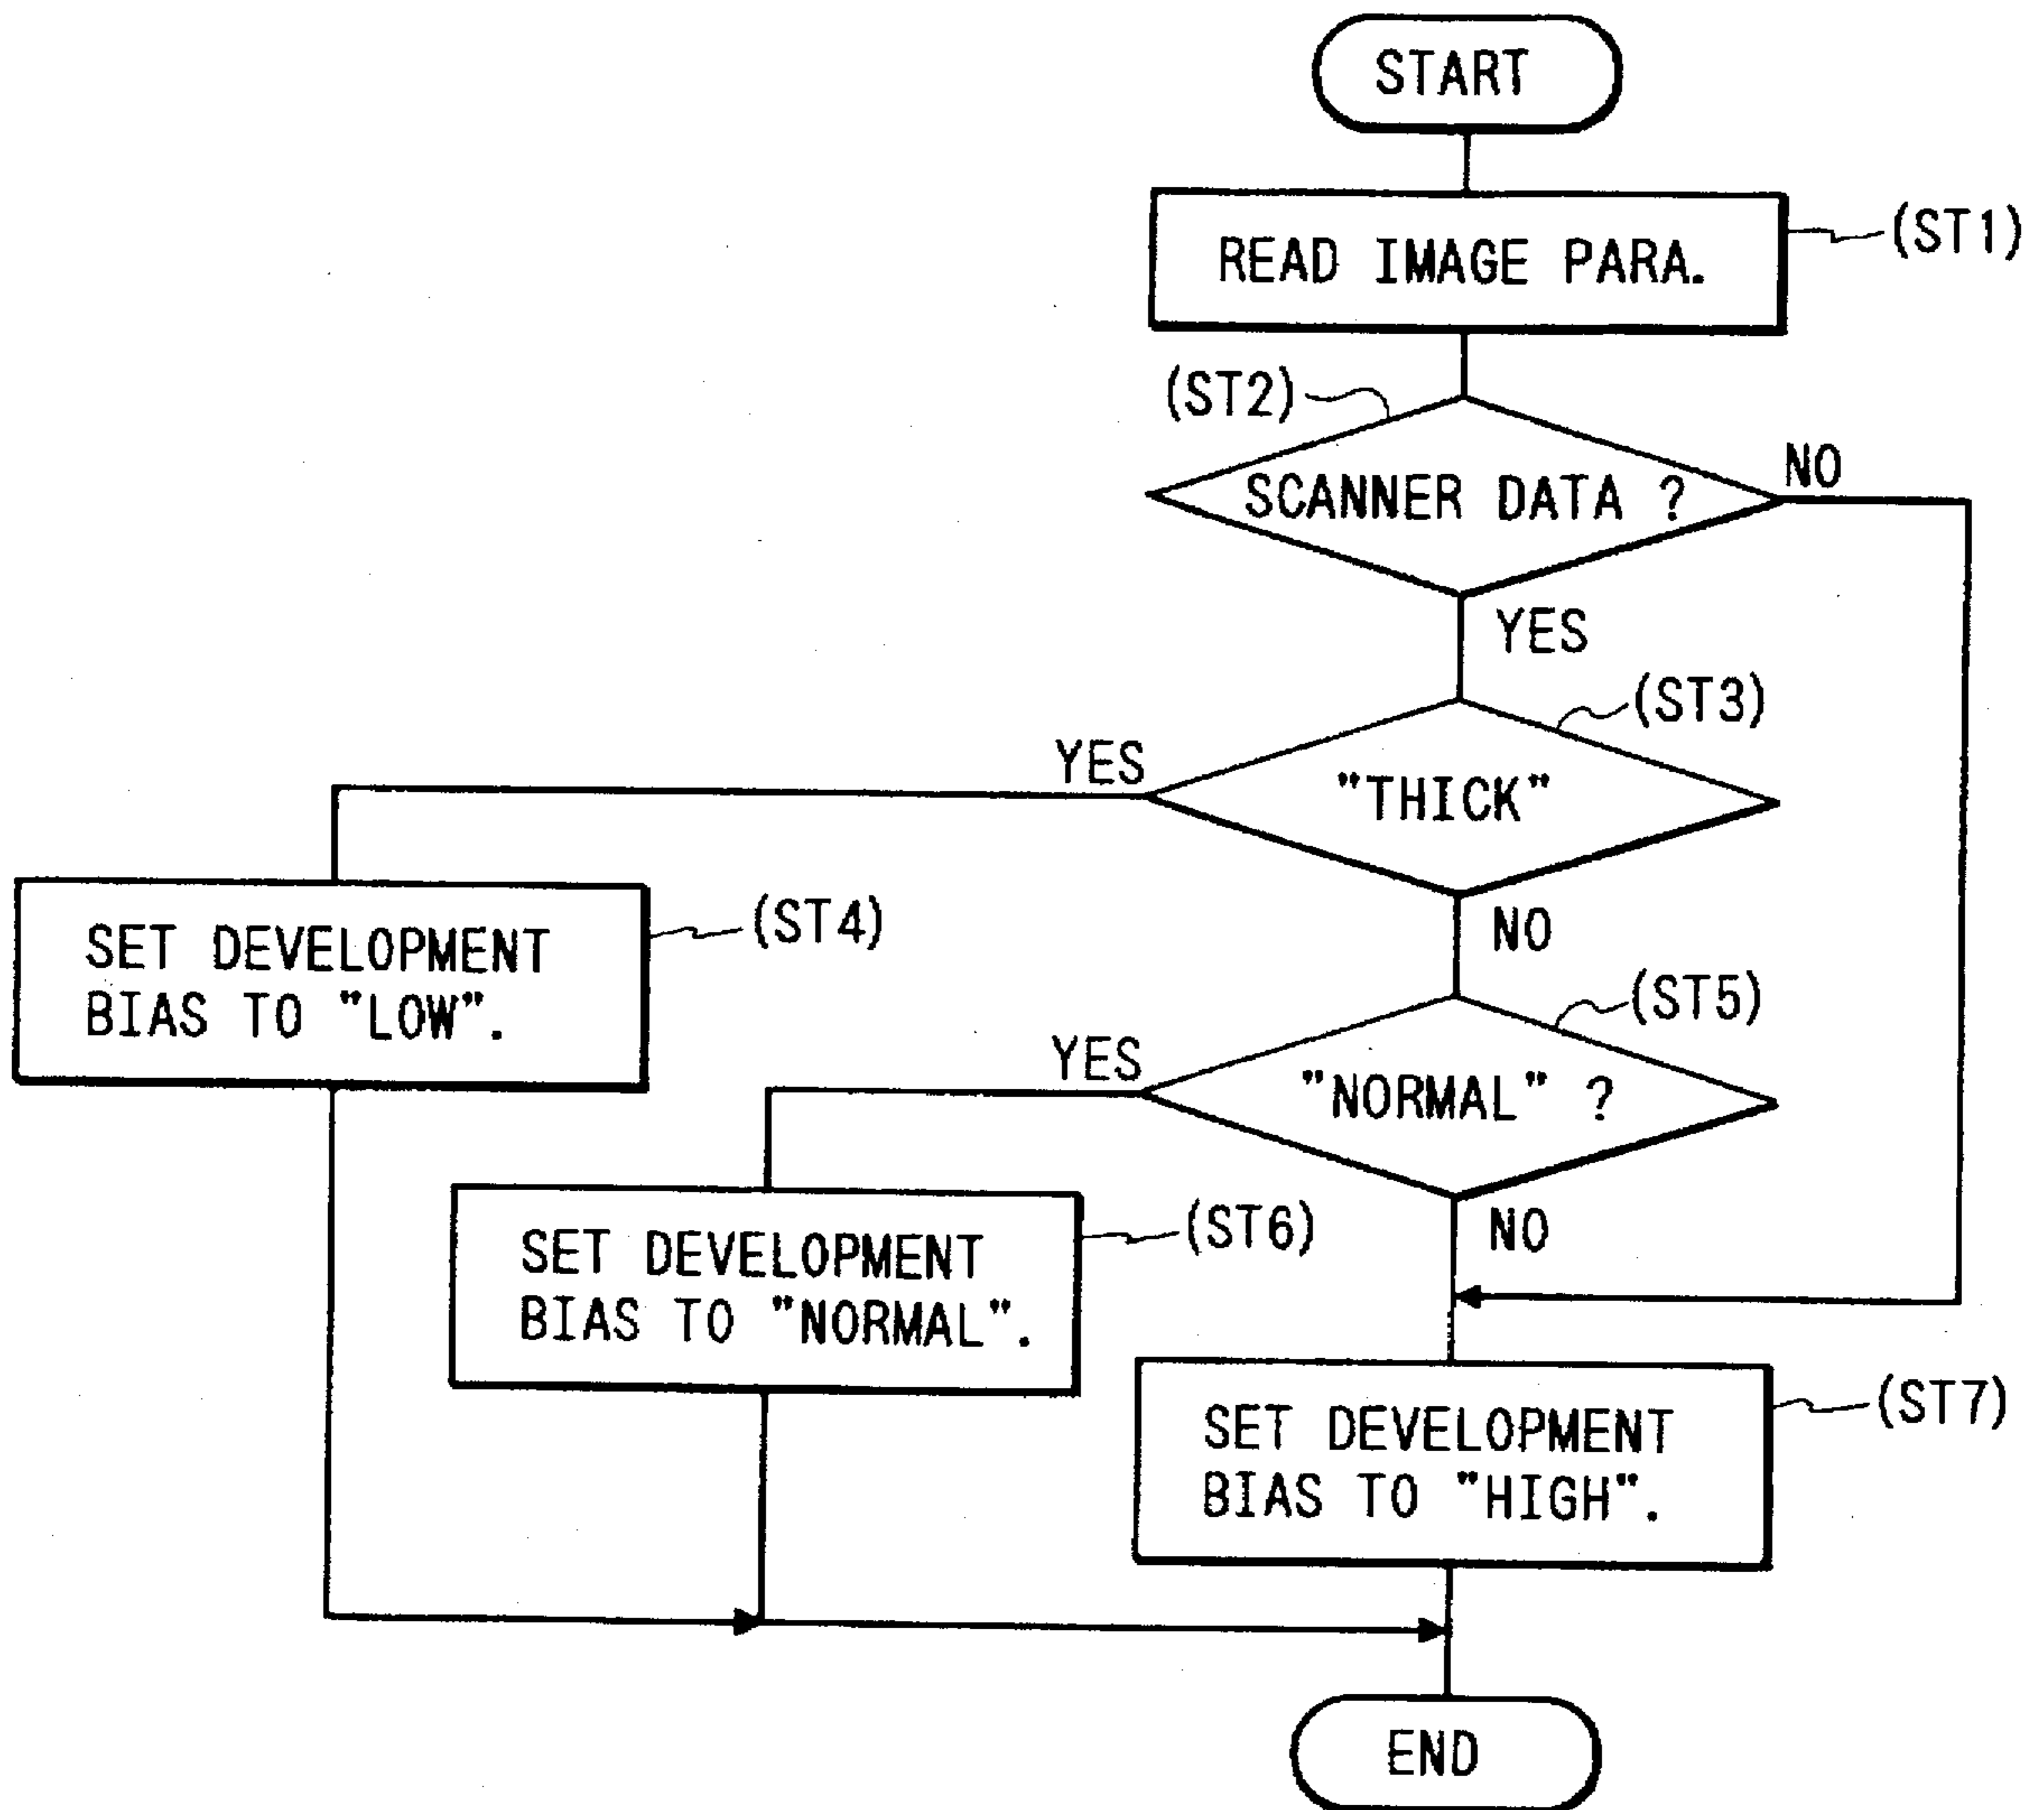 START
READ IMAGE PARA.
(ST1)
(ST2)
SCANNER DATA ?
NO
YES
(ST3)
"THICK"
YES
NO
SET DEVELOPMENT
BIAS TO "LOW".
(ST4)
(ST5)
"NORMAL" ?
YES
NO
SET DEVELOPMENT
BIAS TO "NORMAL".
(ST6)
SET DEVELOPMENT
BIAS TO "HIGH".
(ST7)
END